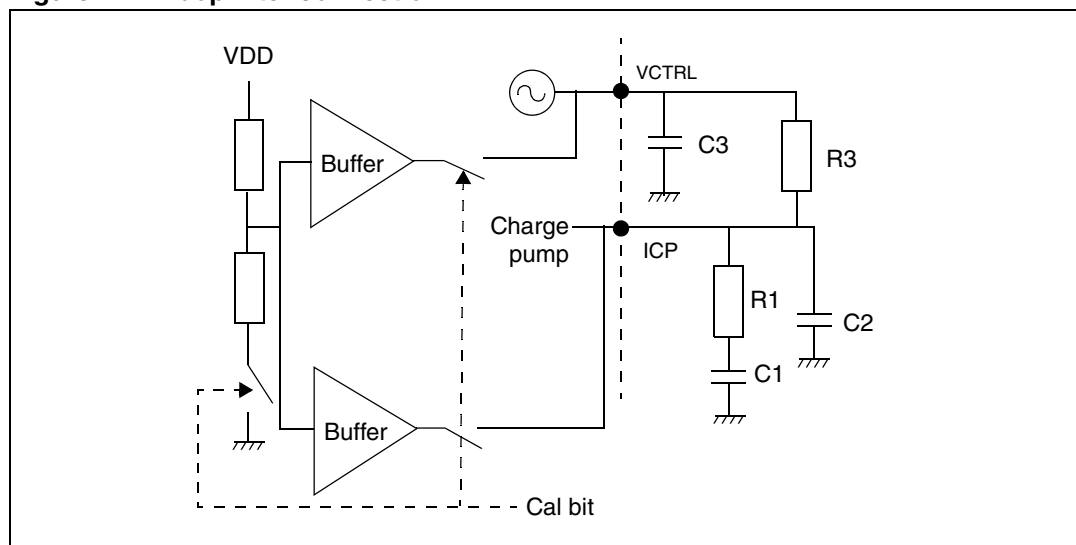 VDD
VCTRL
Buffer
C3
R3
Charge
pump
ICP
R1
C2
C1
Buffer
Cal bit